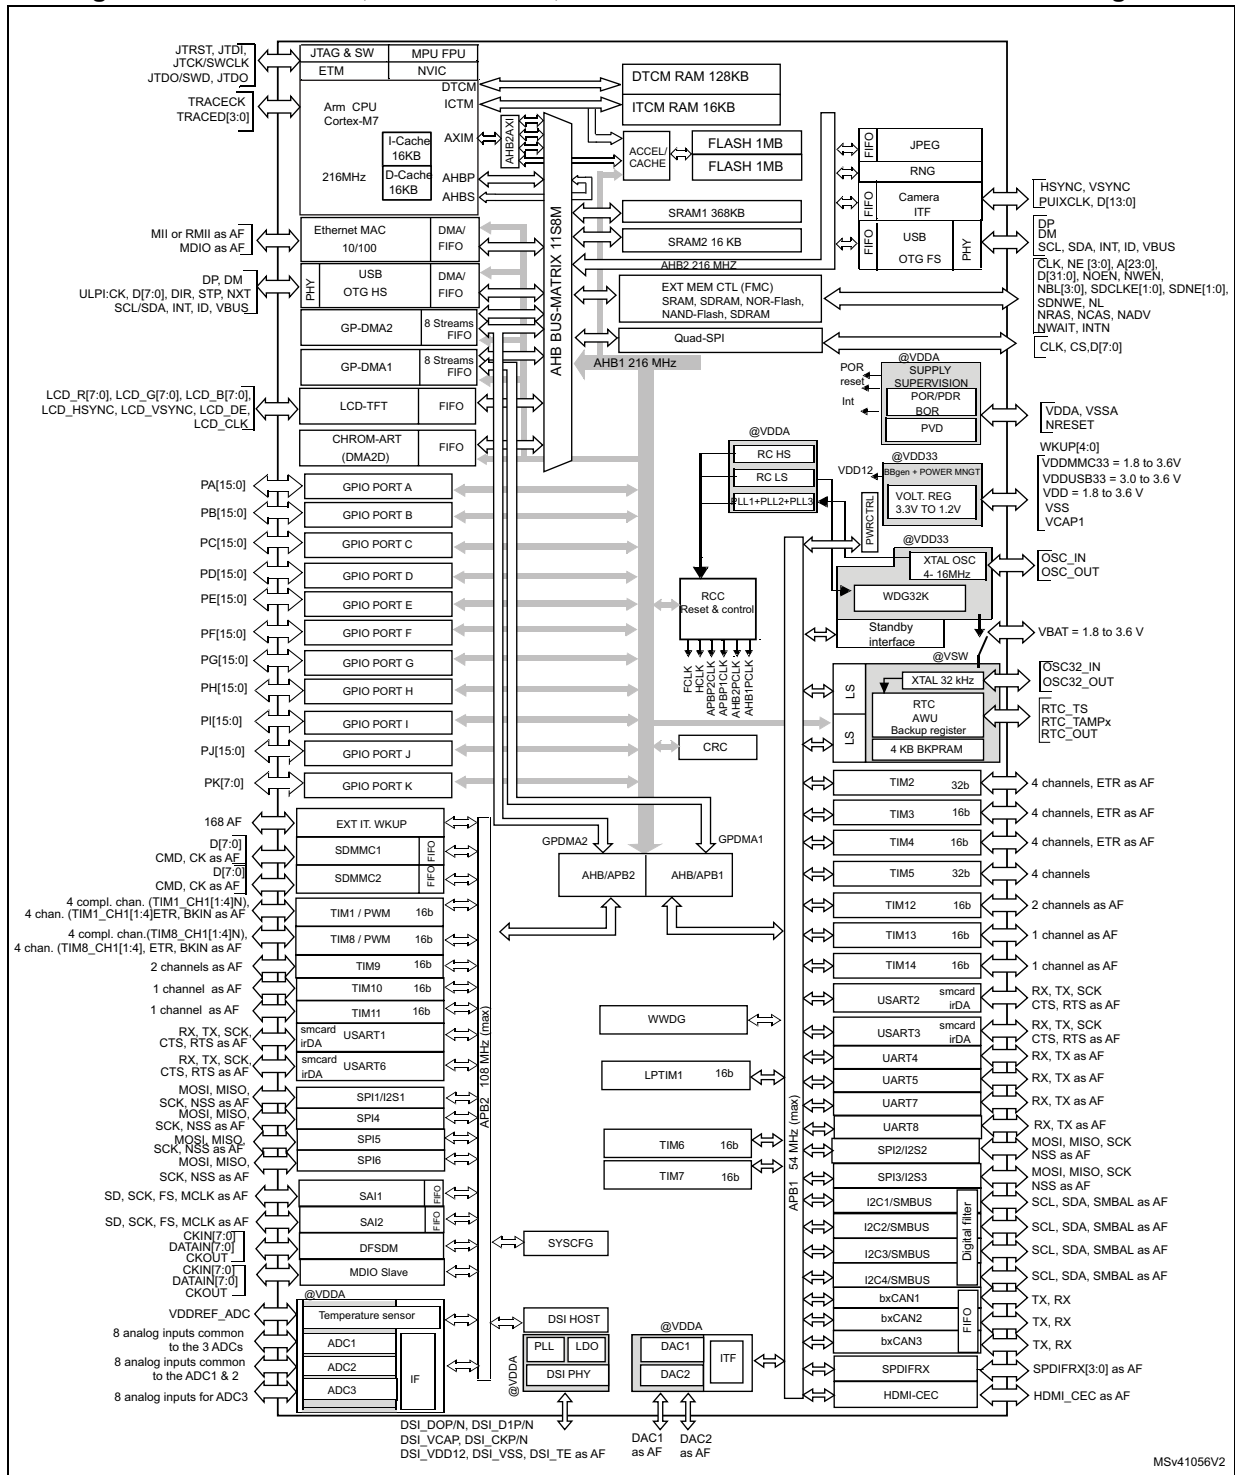 JTRST, JTDI,
JTCK/SWCLK
JTDO/SWD, JTDO
TRACECK
TRACED[3:0]
JTAG & SW
MPU FPU
ETM
NVIC
DTCM
ICTM
Arm CPU
Cortex-M7
AXIM
I-Cache
16KB
216MHz
D-Cache
16KB
AHBP
AHBS
AHB2AXI
AHB BUS-MATRIX 11S8M
DTCM RAM 128KB
ITCM RAM 16KB
ACCEL/
CACHE
FLASH 1MB
FLASH 1MB
SRAM1 368KB
SRAM2 16 KB
AHB2 216 MHZ
EXT MEM CTL (FMC)
SRAM, SDRAM, NOR-Flash,
NAND-Flash, SDRAM
Quad-SPI
AHB1 216 MHz
FIFO
JPEG
RNG
FIFO
Camera
ITF
FIFO
USB
OTG FS
PHY
HSYNC, VSYNC
PUIXCLK, D[13:0]
DP
DM
SCL, SDA, INT, ID, VBUS
CLK, NE [3:0], A[23:0],
D[31:0], NOEN, NWEN,
NBL[3:0], SDCLKE[1:0], SDNE[1:0],
SDNWE, NL
NRAS, NCAS, NADV
NWAIT, INTN
CLK, CS,D[7:0]
MII or RMII as AF
MDIO as AF
Ethernet MAC
10/100
DMA/
FIFO
DP, DM
ULPI:CK, D[7:0], DIR, STP, NXT
SCL/SDA, INT, ID, VBUS
PHY
USB
OTG HS
DMA/
FIFO
GP-DMA2
8 Streams
FIFO
GP-DMA1
8 Streams
FIFO
LCD_R[7:0], LCD_G[7:0], LCD_B[7:0],
LCD_HSYNC, LCD_VSYNC, LCD_DE,
LCD_CLK
LCD-TFT
FIFO
CHROM-ART
(DMA2D)
FIFO
@VDDA
POR
reset
Int
SUPPLY
SUPERVISION
POR/PDR
BOR
PVD
VDDA, VSSA
NRESET
WKUP[4:0]
@VDDA
RC HS
RC LS
PLL1+PLL2+PLL3
@VDD33
VDD12
BBgen + POWER MNGT
VOLT. REG
3.3V TO 1.2V
VDDMMC33 = 1.8 to 3.6V
VDDUSB33 = 3.0 to 3.6 V
VDD = 1.8 to 3.6 V
VSS
VCAP1
PWRCTRL
@VDD33
XTAL OSC
4- 16MHz
WDG32K
OSC_IN
OSC_OUT
Standby
interface
VBAT = 1.8 to 3.6 V
@VSW
LS
LS
XTAL 32 kHz
RTC
AWU
Backup register
4 KB BKPRAM
OSC32_IN
OSC32_OUT
RTC_TS
RTC_TAMPx
RTC_OUT
RCC
Reset & control
FCLK
HCLK
APBP2CLK
APBP1CLK
AHB2PCLK
AHB1PCLK
CRC
PA[15:0]
GPIO PORT A
PB[15:0]
GPIO PORT B
PC[15:0]
GPIO PORT C
PD[15:0]
GPIO PORT D
PE[15:0]
GPIO PORT E
PF[15:0]
GPIO PORT F
PG[15:0]
GPIO PORT G
PH[15:0]
GPIO PORT H
PI[15:0]
GPIO PORT I
PJ[15:0]
GPIO PORT J
PK[7:0]
GPIO PORT K
GPDMA2
GPDMA1
AHB/APB2
AHB/APB1
168 AF
EXT IT. WKUP
D[7:0]
CMD, CK as AF
SDMMC1
FIFO
D[7:0]
CMD, CK as AF
SDMMC2
FIFO
4 compl. chan. (TIM1_CH1[1:4]N),
4 chan. (TIM1_CH1[1:4]ETR, BKIN as AF
TIM1 / PWM
16b
4 compl. chan.(TIM8_CH1[1:4]N),
4 chan. (TIM8_CH1[1:4], ETR, BKIN as AF
TIM8 / PWM
16b
2 channels as AF
TIM9
16b
1 channel as AF
TIM10
16b
1 channel as AF
TIM11
16b
RX, TX, SCK,
CTS, RTS as AF
smcard
irDA
USART1
RX, TX, SCK,
CTS, RTS as AF
smcard
irDA
USART6
MOSI, MISO,
SCK, NSS as AF
SPI1/I2S1
MOSI, MISO,
SCK, NSS as AF
SPI4
MOSI, MISO,
SCK, NSS as AF
SPI5
MOSI, MISO,
SCK, NSS as AF
SPI6
SD, SCK, FS, MCLK as AF
SAI1
FIFO
SD, SCK, FS, MCLK as AF
SAI2
FIFO
CKIN[7:0]
DATAIN[7:0]
CKOUT
DFSDM
CKIN[7:0]
DATAIN[7:0]
CKOUT
MDIO Slave
@VDDA
VDDREF_ADC
Temperature sensor
8 analog inputs common
to the 3 ADCs
ADC1
8 analog inputs common
to the ADC1 & 2
ADC2
8 analog inputs for ADC3
ADC3
IF
APB2 108 MHz (max)
WWDG
LPTIM1
16b
TIM6
16b
TIM7
16b
SYSCFG
DSI HOST
PLL
LDO
DSI PHY
@VDDA
@VDDA
DAC1
DAC2
ITF
DSI_DOP/N, DSI_D1P/N
DSI_VCAP, DSI_CKP/N
DSI_VDD12, DSI_VSS, DSI_TE as AF
DAC1
as AF
DAC2
as AF
APB1 54 MHz (max)
TIM2
32b
4 channels, ETR as AF
TIM3
16b
4 channels, ETR as AF
TIM4
16b
4 channels, ETR as AF
TIM5
32b
4 channels
TIM12
16b
2 channels as AF
TIM13
16b
1 channel as AF
TIM14
16b
1 channel as AF
USART2
smcard
irDA
RX, TX, SCK
CTS, RTS as AF
USART3
smcard
irDA
RX, TX, SCK
CTS, RTS as AF
UART4
RX, TX as AF
UART5
RX, TX as AF
UART7
RX, TX as AF
UART8
RX, TX as AF
SPI2/I2S2
MOSI, MISO, SCK
NSS as AF
SPI3/I2S3
MOSI, MISO, SCK
NSS as AF
I2C1/SMBUS
SCL, SDA, SMBAL as AF
I2C2/SMBUS
SCL, SDA, SMBAL as AF
I2C3/SMBUS
SCL, SDA, SMBAL as AF
I2C4/SMBUS
SCL, SDA, SMBAL as AF
Digital filter
bxCAN1
TX, RX
bxCAN2
TX, RX
bxCAN3
TX, RX
FIFO
SPDIFRX
SPDIFRX[3:0] as AF
HDMI-CEC
HDMI_CEC as AF
MSv41056V2